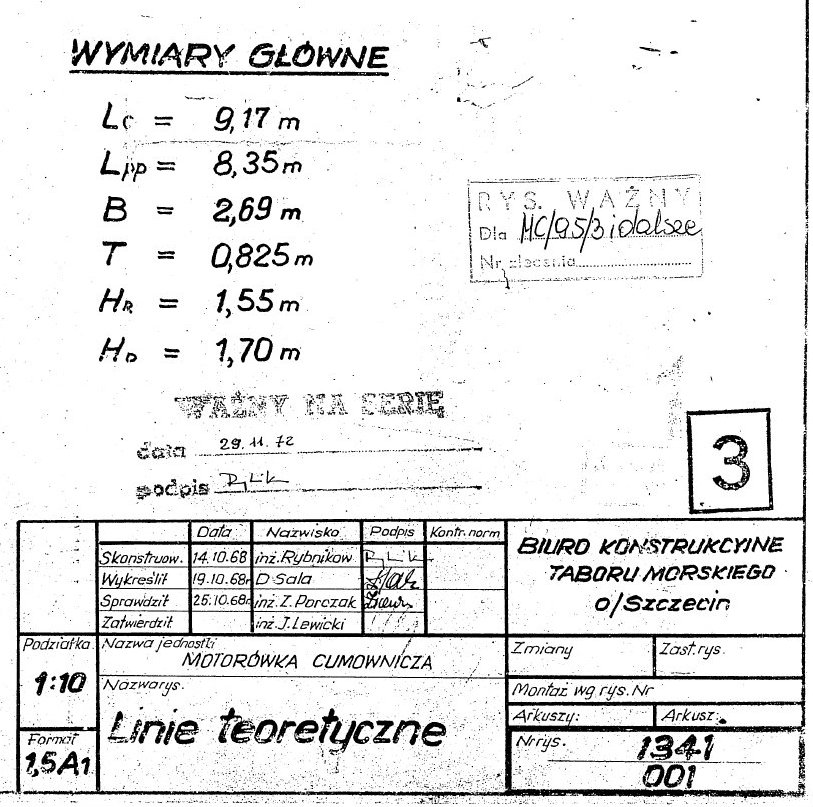 WYMIARY GŁÓWNE
Lc = 9,17 m
Lpp = 8,35 m
B = 2,69 m
T = 0,825 m
HR = 1,55 m
HD = 1,70 m
RYS. WAŻNY
Dla MC/95/3 i dalsze
Nr zlecenia
WAŻNY NA SERIĘ
data 29.11.72
podpis
3
Data Nazwisko Podpis Kontr. norm
Skonstruow. 14.10.68 inż. Rybnikow
Wykreślił 19.10.68r D. Sala
Sprawdził 25.10.68r inż. Z. Parczak
Zatwierdził inż. J. Lewicki
BIURO KONSTRUKCYJNE
TABORU MORSKIEGO
o/Szczecin
Podziałka
1:10
Nazwa jednostki
MOTORÓWKA CUMOWNICZA
Nazwa rys.
Linie teoretyczne
Format
1,5A1
Zmiany Zast. rys.
Montaż wg rys. Nr
Arkuszy: Arkusz:
Nr rys. 1341
001